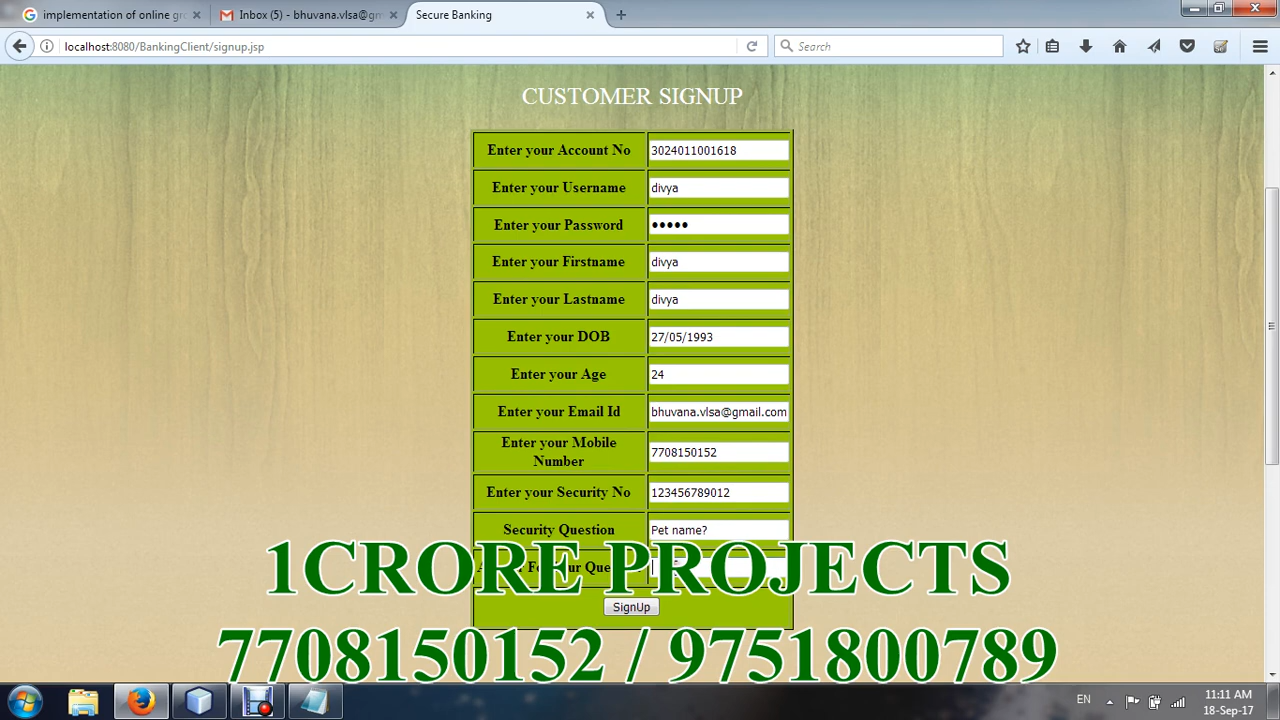 implementation of online gr
Inbox (5) - bhuvana.vlsa@gm
Secure Banking
localhost:8080/BankingClient/signup.jsp
Search
CUSTOMER SIGNUP
Enter your Account No 3024011001618
Enter your Username divya
Enter your Password •••••
Enter your Firstname divya
Enter your Lastname divya
Enter your DOB 27/05/1993
Enter your Age 24
Enter your Email Id bhuvana.vlsa@gmail.com
Enter your Mobile Number 7708150152
Enter your Security No 123456789012
Security Question Pet name?
SignUp
1CRORE PROJECTS
7708150152 / 9751800789
EN
11:11 AM
18-Sep-17